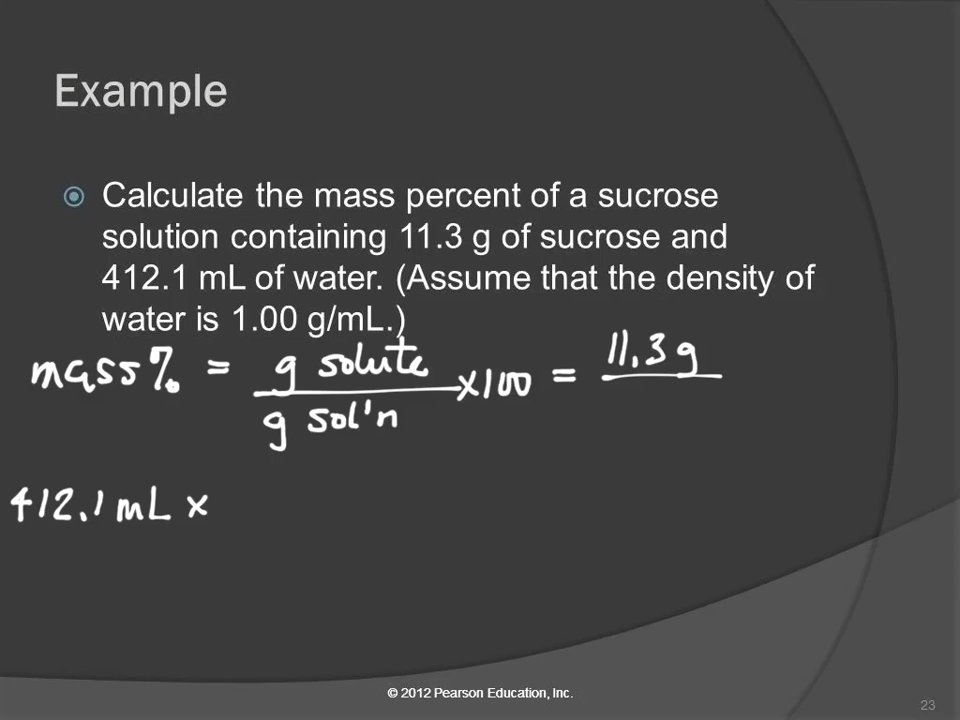 Example
Calculate the mass percent of a sucrose
solution containing 11.3 g of sucrose and
412.1 mL of water. (Assume that the density of
water is 1.00 g/mL.)
mass% = g solute / g sol'n x100 = 11.3g
412.1 mL x
© 2012 Pearson Education, Inc.
23